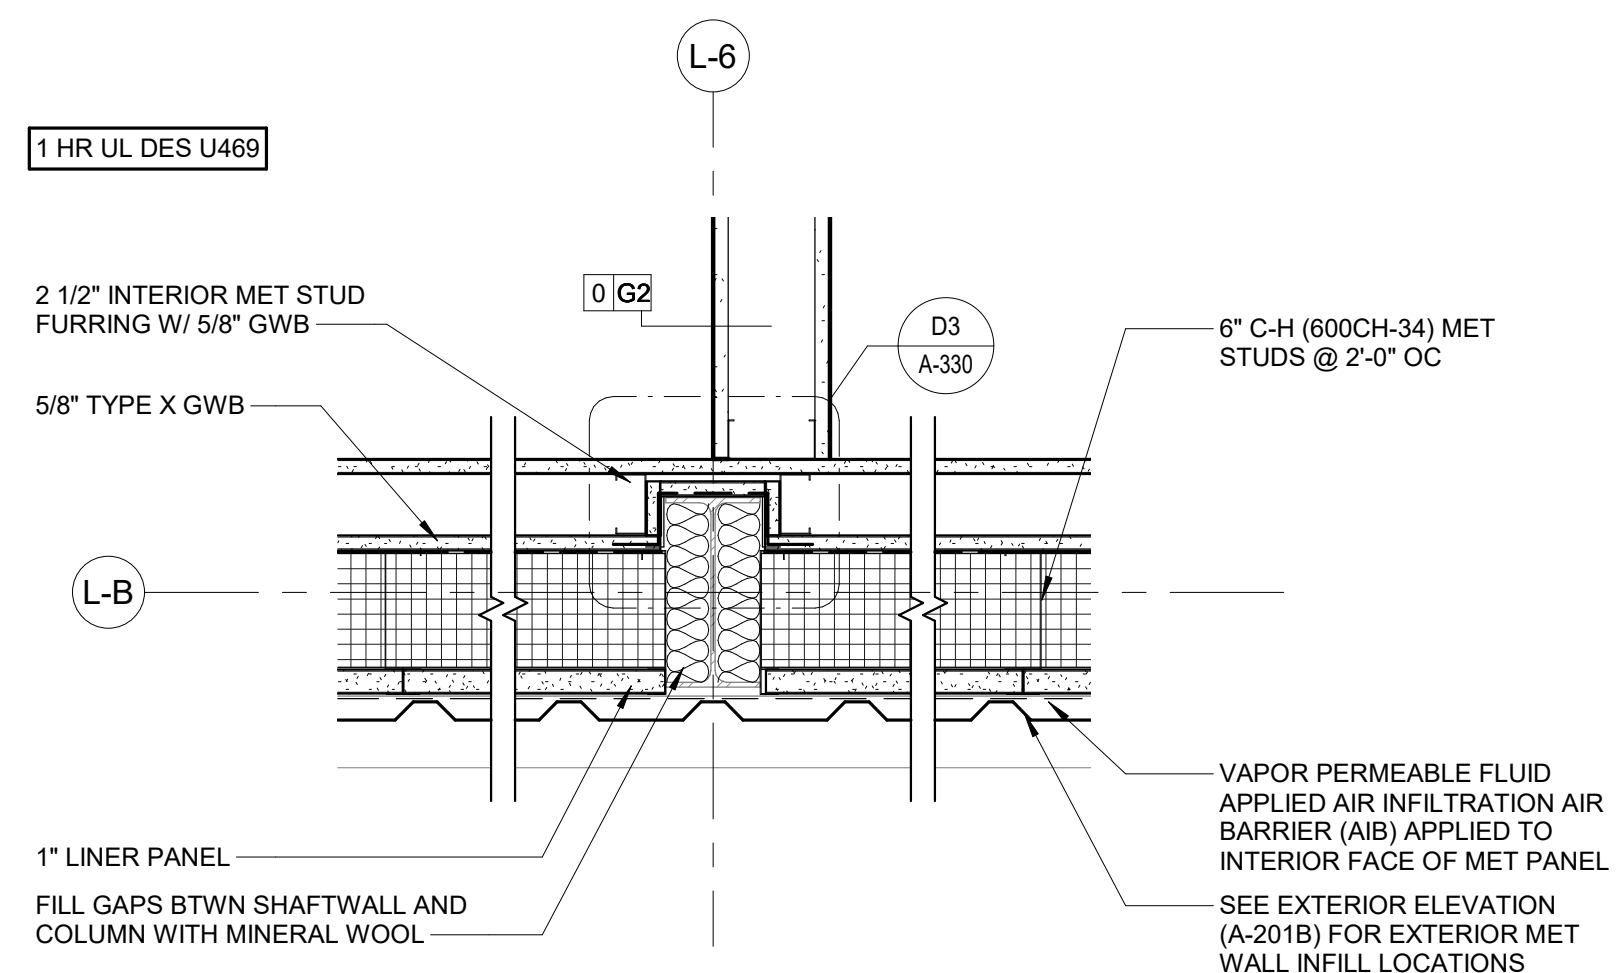 L-6
1 HR UL DES U469
2 1/2" INTERIOR MET STUD
FURRING W/ 5/8" GWB
0 G2
D3
A-330
6" C-H (600CH-34) MET
STUDS @ 2'-0" OC
5/8" TYPE X GWB
L-B
VAPOR PERMEABLE FLUID
APPLIED AIR INFILTRATION AIR
BARRIER (AIB) APPLIED TO
INTERIOR FACE OF MET PANEL
1" LINER PANEL
FILL GAPS BTWN SHAFTWALL AND
COLUMN WITH MINERAL WOOL
SEE EXTERIOR ELEVATION
(A-201B) FOR EXTERIOR MET
WALL INFILL LOCATIONS